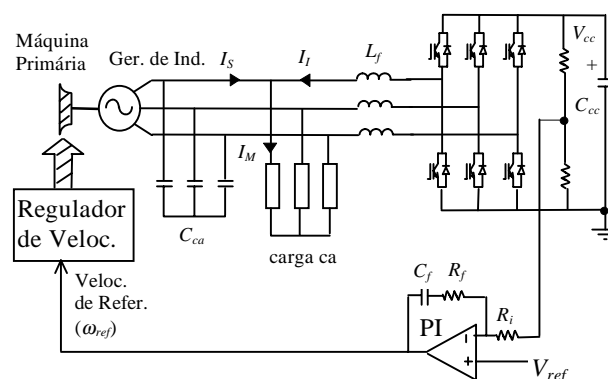 Máquina
Primária
Ger. de Ind.
I_S
I_I
L_f
V_cc
+
C_cc
I_M
C_ca
carga ca
Regulador
de Veloc.
Veloc.
de Refer.
(ω_ref)
C_f
R_f
R_i
PI
V_ref